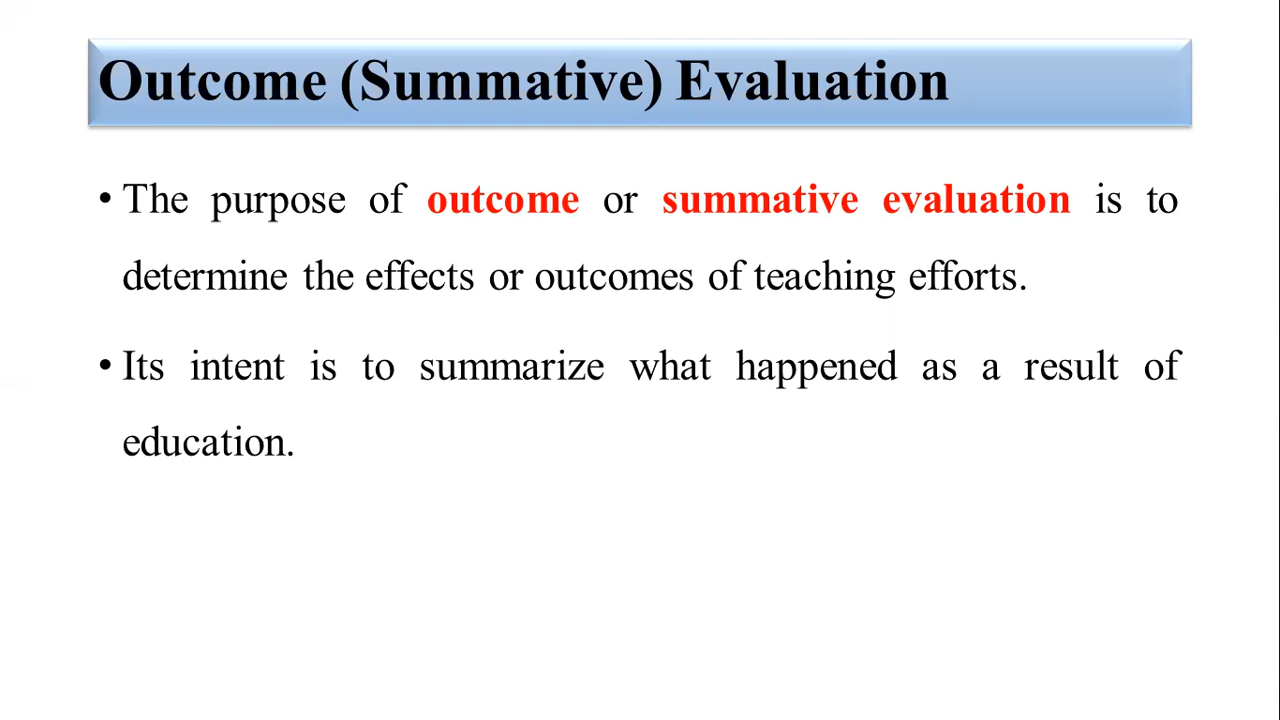 Outcome (Summative) Evaluation
• The purpose of outcome or summative evaluation is to
determine the effects or outcomes of teaching efforts.
• Its intent is to summarize what happened as a result of
education.